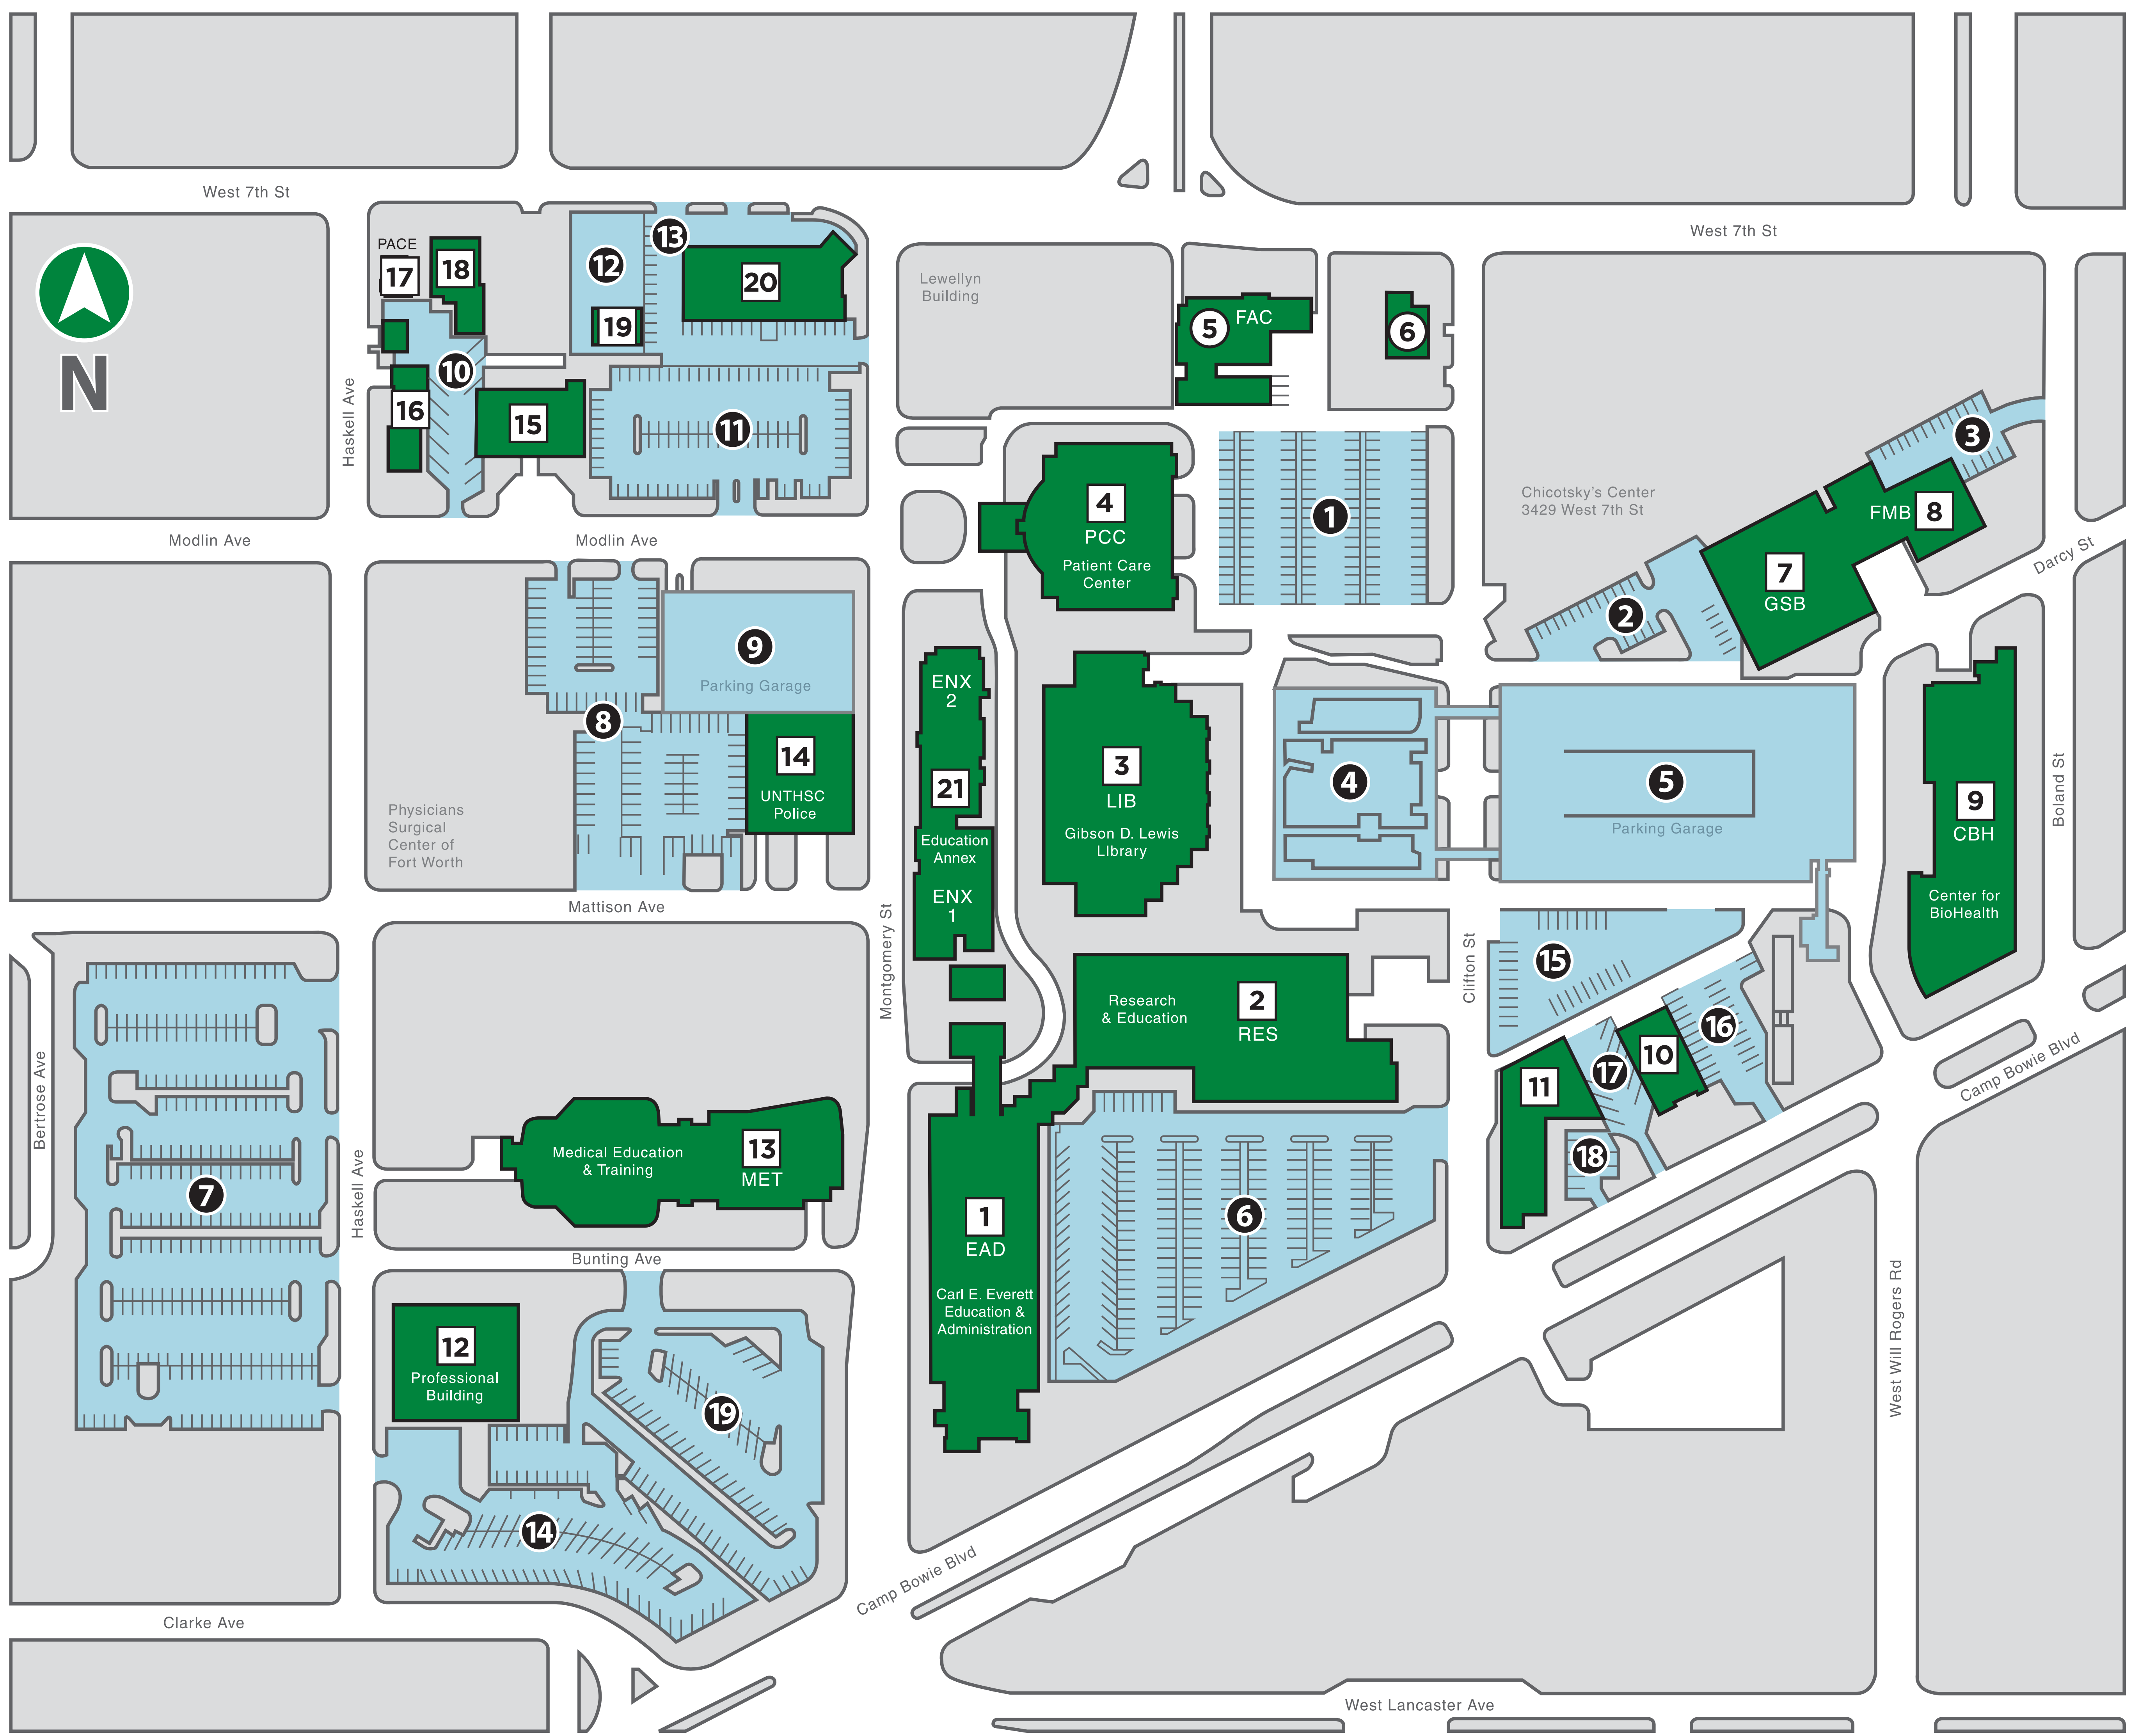 West 7th St
West 7th St
N
PACE
17
18
12
13
19
20
10
16
15
11
Haskell Ave
Lewellyn
Building
5
FAC
6
3
Chicotsky's Center
3429 West 7th St
FMB
8
7
GSB
2
Darcy St
4
PCC
Patient Care
Center
1
Modlin Ave
Modlin Ave
9
Parking Garage
8
14
UNTHSC
Police
Physicians
Surgical
Center of
Fort Worth
Mattison Ave
ENX
2
21
Education
Annex
ENX
1
3
LIB
Gibson D. Lewis
LIbrary
4
5
Parking Garage
9
CBH
Center for
BioHealth
Boland St
Montgomery St
Clifton St
15
16
10
17
11
18
Camp Bowie Blvd
Research
& Education
2
RES
Bertrose Ave
7
Haskell Ave
Medical Education
& Training
13
MET
Bunting Ave
1
EAD
Carl E. Everett
Education &
Administration
6
West Will Rogers Rd
12
Professional
Building
19
14
Camp Bowie Blvd
Clarke Ave
West Lancaster Ave